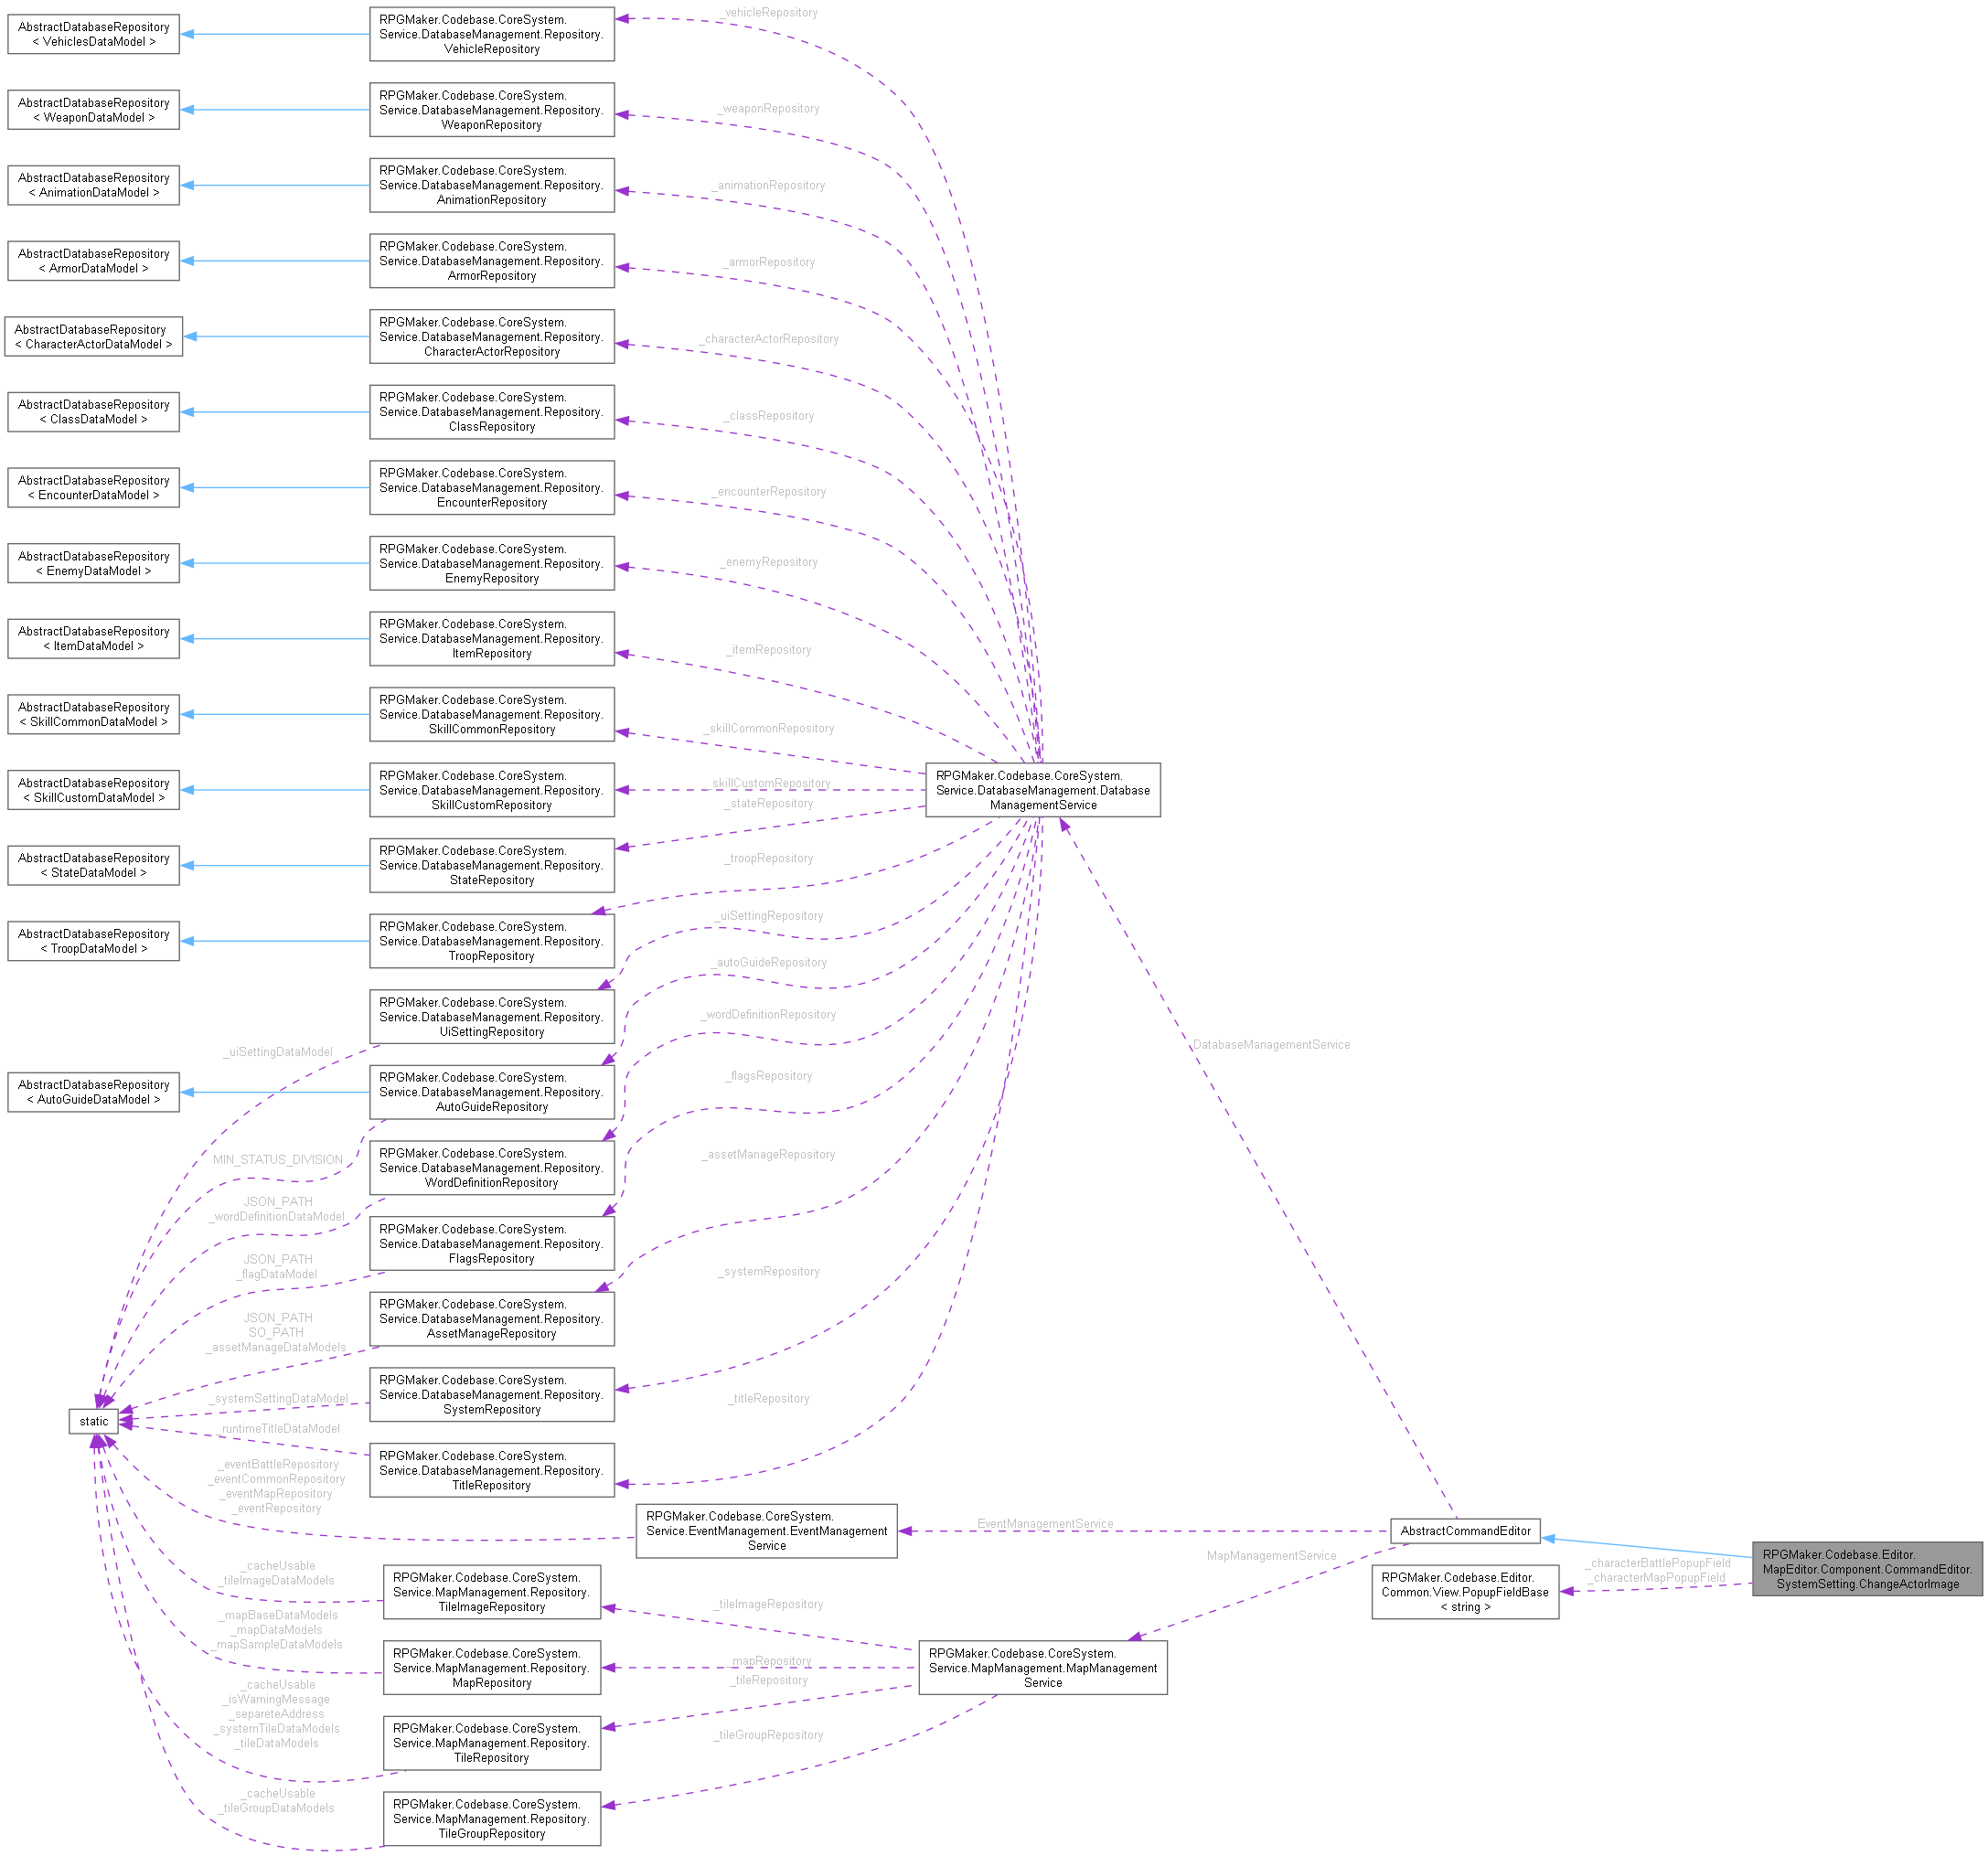 AbstractDatabaseRepository
< VehiclesDataModel >
RPGMaker.Codebase.CoreSystem.
Service.DatabaseManagement.Repository.
VehicleRepository
_vehicleRepository
AbstractDatabaseRepository
< WeaponDataModel >
RPGMaker.Codebase.CoreSystem.
Service.DatabaseManagement.Repository.
WeaponRepository
_weaponRepository
AbstractDatabaseRepository
< AnimationDataModel >
RPGMaker.Codebase.CoreSystem.
Service.DatabaseManagement.Repository.
AnimationRepository
_animationRepository
AbstractDatabaseRepository
< ArmorDataModel >
RPGMaker.Codebase.CoreSystem.
Service.DatabaseManagement.Repository.
ArmorRepository
_armorRepository
AbstractDatabaseRepository
< CharacterActorDataModel >
RPGMaker.Codebase.CoreSystem.
Service.DatabaseManagement.Repository.
CharacterActorRepository
_characterActorRepository
AbstractDatabaseRepository
< ClassDataModel >
RPGMaker.Codebase.CoreSystem.
Service.DatabaseManagement.Repository.
ClassRepository
_classRepository
AbstractDatabaseRepository
< EncounterDataModel >
RPGMaker.Codebase.CoreSystem.
Service.DatabaseManagement.Repository.
EncounterRepository
_encounterRepository
AbstractDatabaseRepository
< EnemyDataModel >
RPGMaker.Codebase.CoreSystem.
Service.DatabaseManagement.Repository.
EnemyRepository
_enemyRepository
AbstractDatabaseRepository
< ItemDataModel >
RPGMaker.Codebase.CoreSystem.
Service.DatabaseManagement.Repository.
ItemRepository
_itemRepository
AbstractDatabaseRepository
< SkillCommonDataModel >
RPGMaker.Codebase.CoreSystem.
Service.DatabaseManagement.Repository.
SkillCommonRepository
_skillCommonRepository
AbstractDatabaseRepository
< SkillCustomDataModel >
RPGMaker.Codebase.CoreSystem.
Service.DatabaseManagement.Repository.
SkillCustomRepository
_skillCustomRepository
RPGMaker.Codebase.CoreSystem.
Service.DatabaseManagement.Database
ManagementService
AbstractDatabaseRepository
< StateDataModel >
RPGMaker.Codebase.CoreSystem.
Service.DatabaseManagement.Repository.
StateRepository
_stateRepository
AbstractDatabaseRepository
< TroopDataModel >
RPGMaker.Codebase.CoreSystem.
Service.DatabaseManagement.Repository.
TroopRepository
_troopRepository
RPGMaker.Codebase.CoreSystem.
Service.DatabaseManagement.Repository.
UiSettingRepository
_uiSettingRepository
_uiSettingDataModel
AbstractDatabaseRepository
< AutoGuideDataModel >
RPGMaker.Codebase.CoreSystem.
Service.DatabaseManagement.Repository.
AutoGuideRepository
_autoGuideRepository
DatabaseManagementService
MIN_STATUS_DIVISION
RPGMaker.Codebase.CoreSystem.
Service.DatabaseManagement.Repository.
WordDefinitionRepository
_wordDefinitionRepository
JSON_PATH
_wordDefinitionDataModel
RPGMaker.Codebase.CoreSystem.
Service.DatabaseManagement.Repository.
FlagsRepository
_flagsRepository
JSON_PATH
_flagDataModel
RPGMaker.Codebase.CoreSystem.
Service.DatabaseManagement.Repository.
AssetManageRepository
_assetManageRepository
JSON_PATH
SO_PATH
_assetManageDataModels
RPGMaker.Codebase.CoreSystem.
Service.DatabaseManagement.Repository.
SystemRepository
_systemRepository
_systemSettingDataModel
static
RPGMaker.Codebase.CoreSystem.
Service.DatabaseManagement.Repository.
TitleRepository
_titleRepository
_runtimeTitleDataModel
_eventBattleRepository
_eventCommonRepository
_eventMapRepository
_eventRepository
RPGMaker.Codebase.CoreSystem.
Service.EventManagement.EventManagement
Service
EventManagementService
AbstractCommandEditor
MapManagementService
RPGMaker.Codebase.Editor.
MapEditor.Component.CommandEditor.
SystemSetting.ChangeActorImage
_characterBattlePopupField
_characterMapPopupField
RPGMaker.Codebase.Editor.
Common.View.PopupFieldBase
< string >
_cacheUsable
_tileImageDataModels
RPGMaker.Codebase.CoreSystem.
Service.MapManagement.Repository.
TileImageRepository
_tileImageRepository
_mapBaseDataModels
_mapDataModels
_mapSampleDataModels
RPGMaker.Codebase.CoreSystem.
Service.MapManagement.Repository.
MapRepository
_mapRepository
RPGMaker.Codebase.CoreSystem.
Service.MapManagement.MapManagement
Service
_cacheUsable
_isWarningMessage
_separeteAddress
_systemTileDataModels
_tileDataModels
RPGMaker.Codebase.CoreSystem.
Service.MapManagement.Repository.
TileRepository
_tileRepository
_tileGroupRepository
_cacheUsable
_tileGroupDataModels
RPGMaker.Codebase.CoreSystem.
Service.MapManagement.Repository.
TileGroupRepository